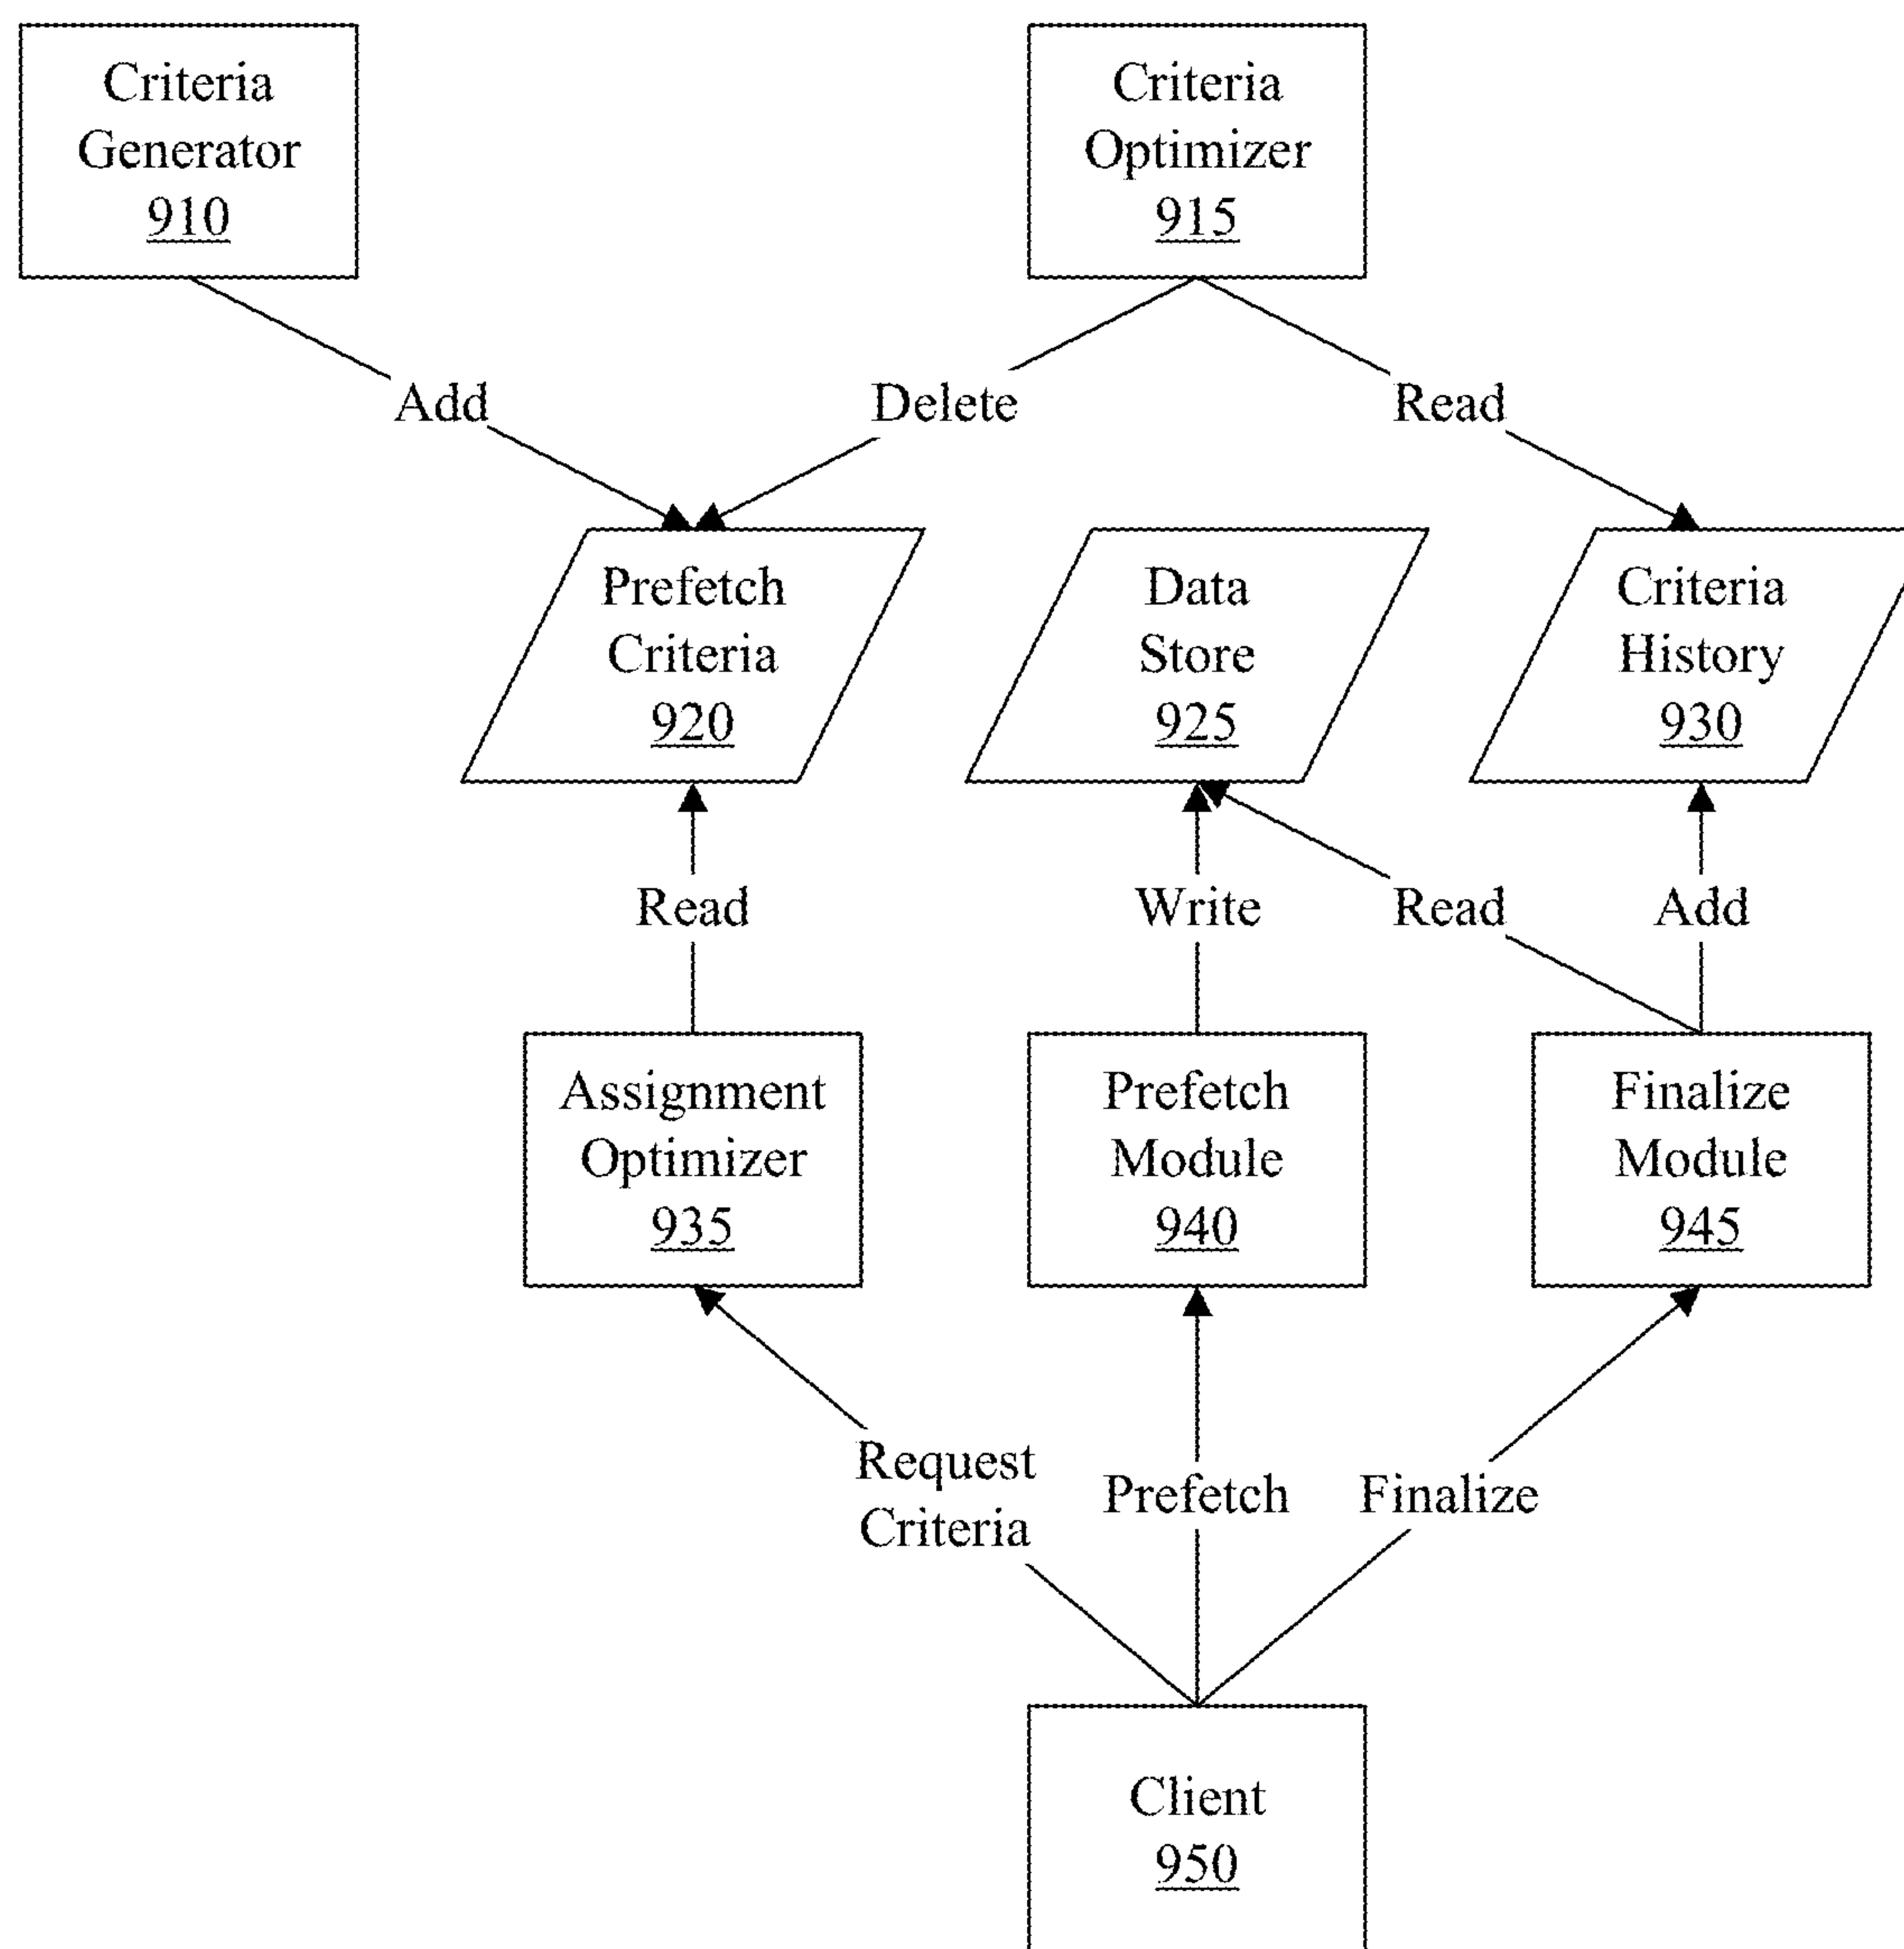 Criteria
Generator
910
Criteria
Optimizer
915
Add
Delete
Read
Prefetch
Criteria
920
Data
Store
925
Criteria
History
930
Read
Write
Read
Add
Assignment
Optimizer
935
Prefetch
Module
940
Finalize
Module
945
Request
Criteria
Prefetch
Finalize
Client
950